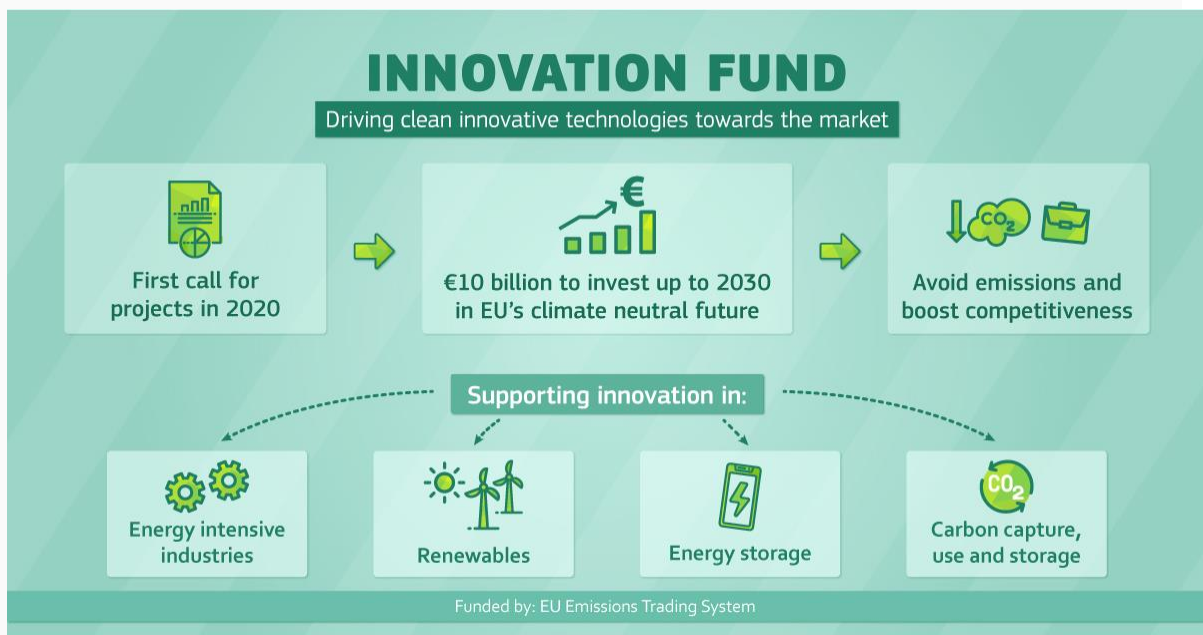 INNOVATION FUND
Driving clean innovative technologies towards the market
First call for
projects in 2020
€
€10 billion to invest up to 2030
in EU's climate neutral future
CO₂
Avoid emissions and
boost competitiveness
Supporting innovation in:
Energy intensive
industries
Renewables
Energy storage
CO₂
Carbon capture,
use and storage
Funded by: EU Emissions Trading System